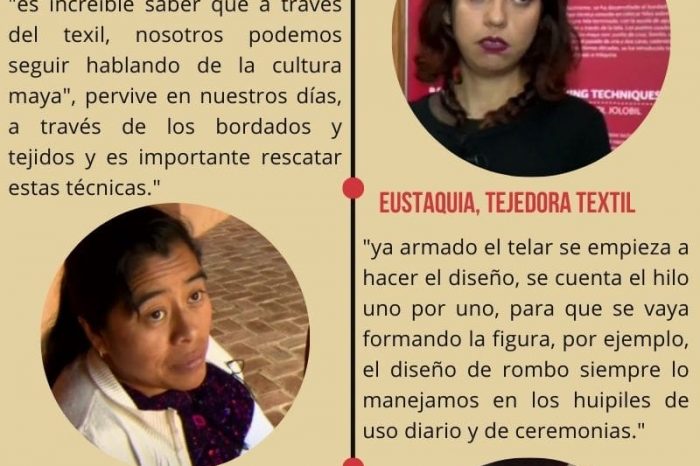 "es increíble saber que a través
del texil, nosotros podemos
seguir hablando de la cultura
maya", pervive en nuestros días,
a través de los bordados y
tejidos y es importante rescatar
estas técnicas."
NG TECHNIQUES
JOLOBIL
EUSTAQUIA, TEJEDORA TEXTIL
"ya armado el telar se empieza a
hacer el diseño, se cuenta el hilo
uno por uno, para que se vaya
formando la figura, por ejemplo,
el diseño de rombo siempre lo
manejamos en los huipiles de
uso diario y de ceremonias."